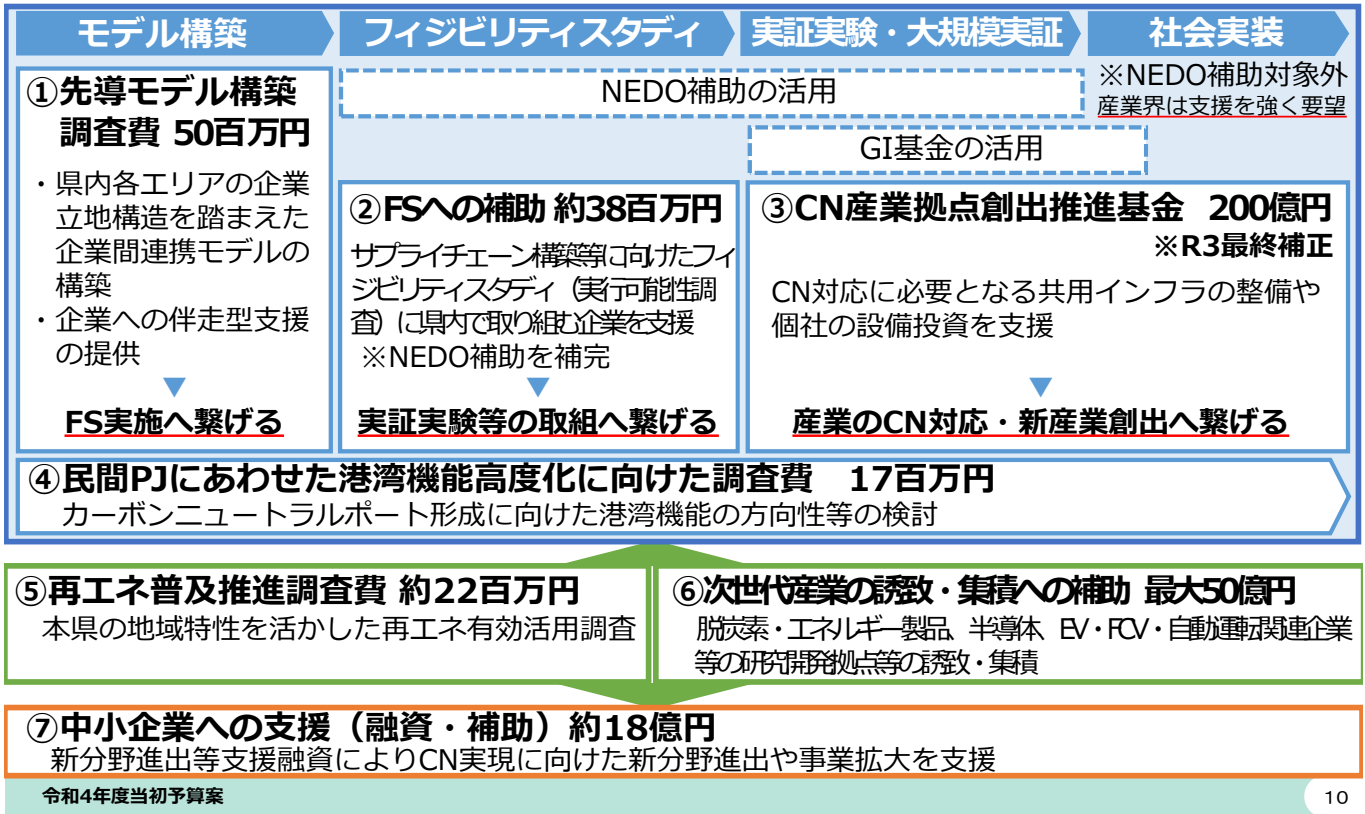 モデル構築
フィジビリティスタディ
実証実験・大規模実証
社会実装
①先導モデル構築
調査費 50百万円
・県内各エリアの企業
立地構造を踏まえた
企業間連携モデルの
構築
・企業への伴走型支援
の提供
FS実施へ繋げる
NEDO補助の活用
※NEDO補助対象外
産業界は支援を強く要望
GI基金の活用
②FSへの補助 約38百万円
サプライチェーン構築等に向けたフィ
ジビリティスタディ（実行可能性調
査）に県内で取り組む企業を支援
※NEDO補助を補完
実証実験等の取組へ繋げる
③CN産業拠点創出推進基金 200億円
※R3最終補正
CN対応に必要となる共用インフラの整備や
個社の設備投資を支援
産業のCN対応・新産業創出へ繋げる
④民間PJにあわせた港湾機能高度化に向けた調査費 17百万円
カーボンニュートラルポート形成に向けた港湾機能の方向性等の検討
⑤再エネ普及推進調査費 約22百万円
本県の地域特性を活かした再エネ有効活用調査
⑥次世代産業の誘致・集積への補助 最大50億円
脱炭素・エネルギー製品、半導体、EV・FCV・自動運転関連企業
等の研究開発拠点等の誘致・集積
⑦中小企業への支援（融資・補助）約18億円
新分野進出等支援融資によりCN実現に向けた新分野進出や事業拡大を支援
令和4年度当初予算案
10